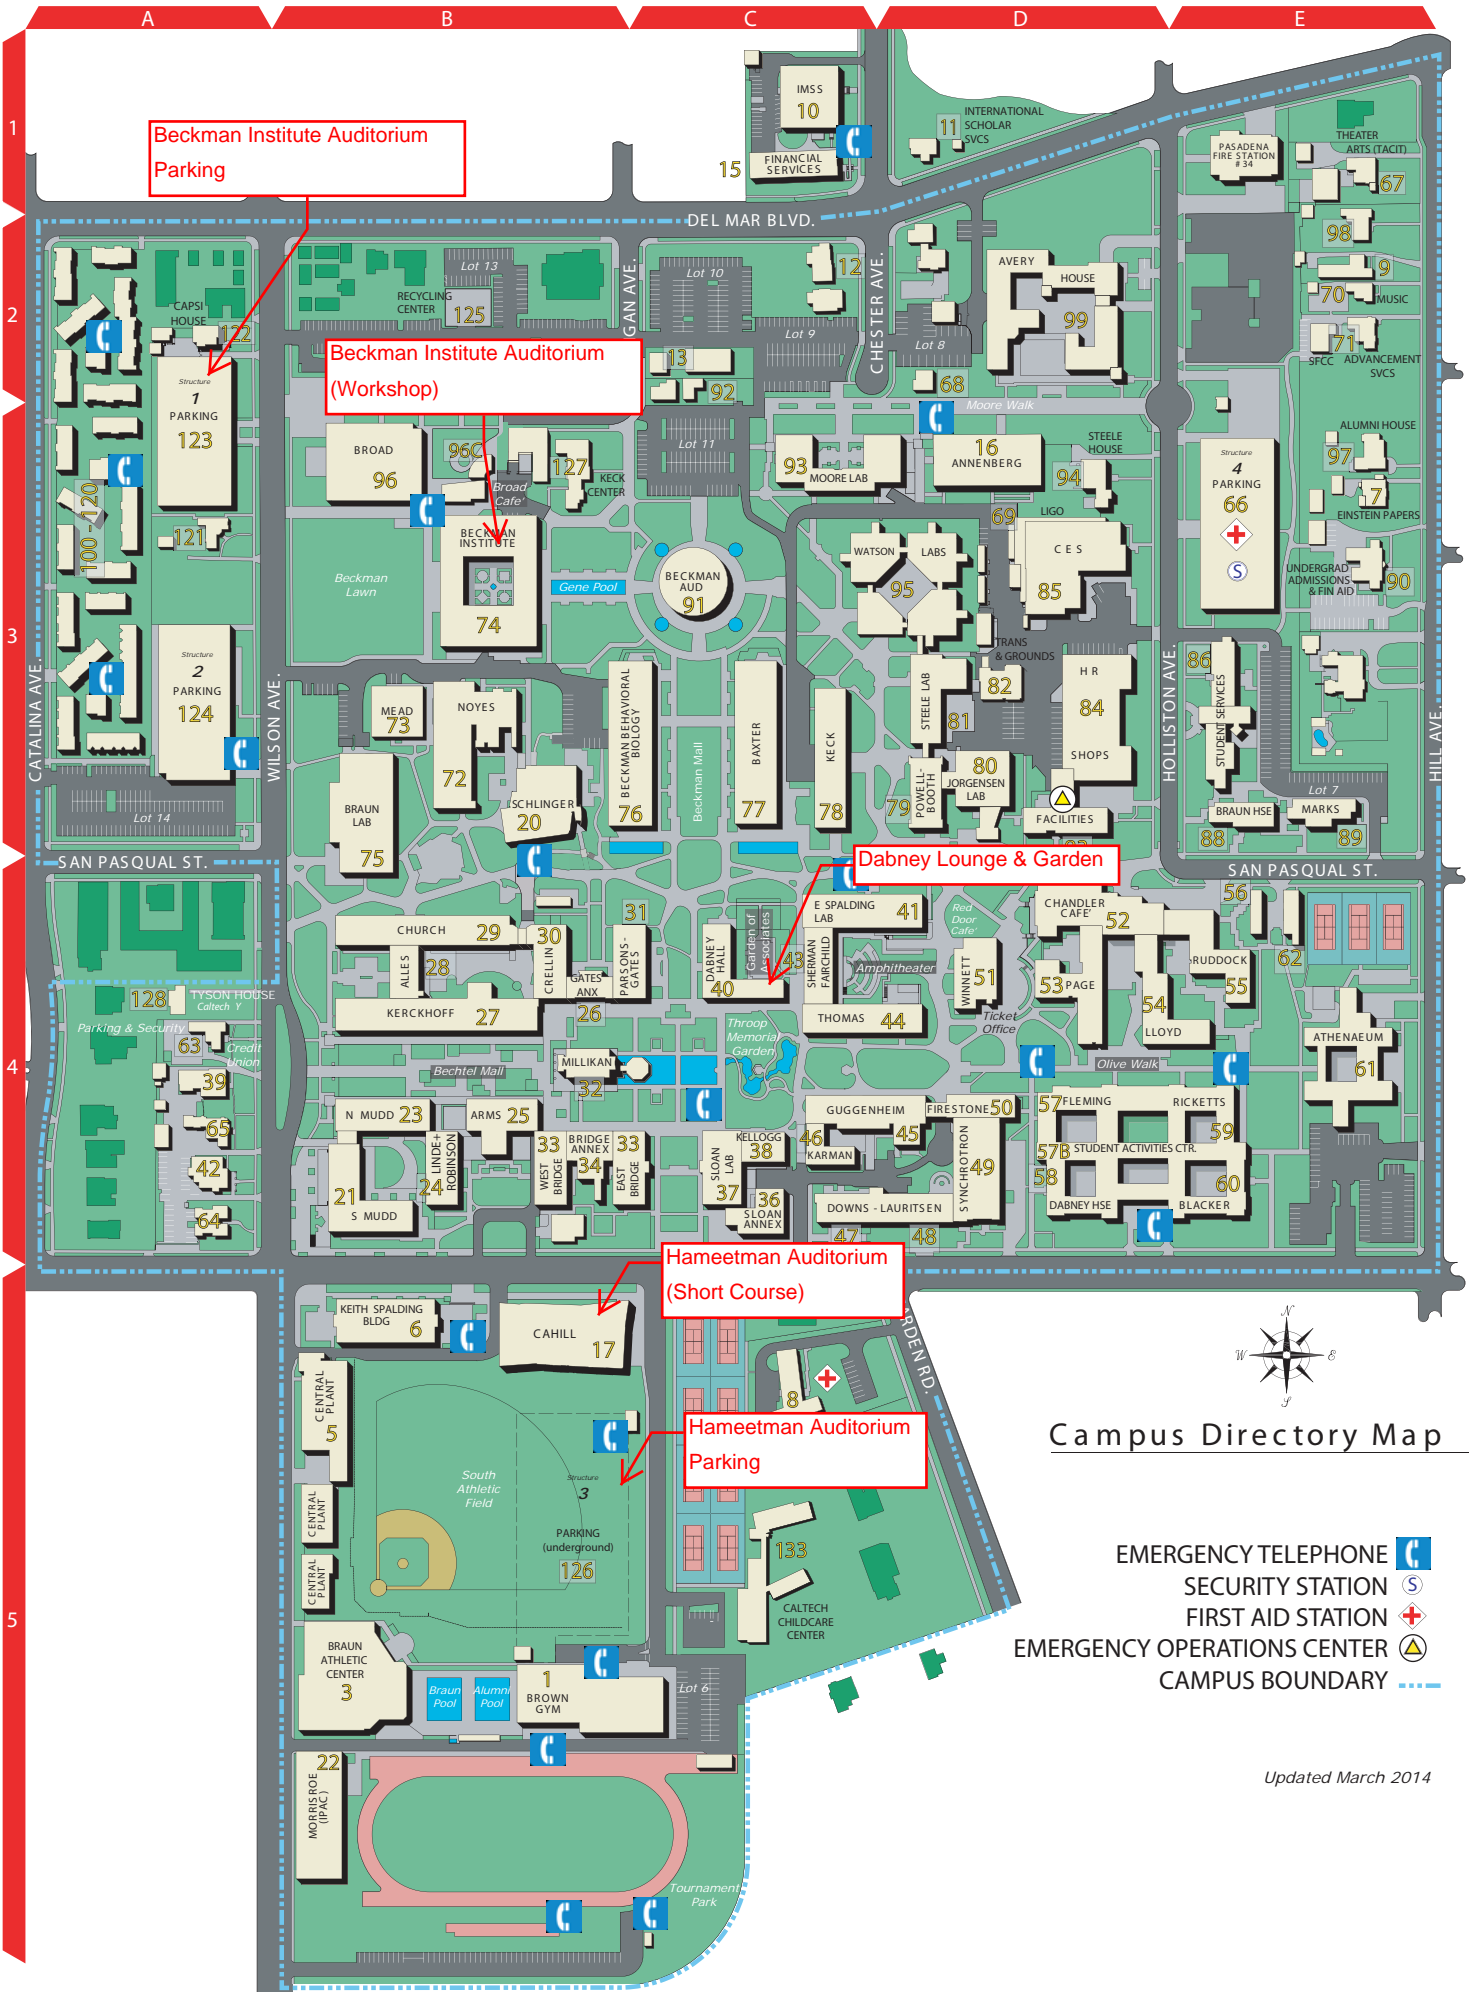 A B C D E
1
2
3
3
4
5
IMSS
10
15
FINANCIAL
SERVICES
11
INTERNATIONAL
SCHOLAR
SVCS
PASADENA
FIRE STATION
# 34
THEATER
ARTS (TACIT)
67
98
9
70
MUSIC
71
SFCC
ADVANCEMENT
SVCS
Beckman Institute Auditorium
Parking
DEL MAR BLVD.
CAPSI
HOUSE
122
Lot 13
RECYCLING
CENTER
125
GAN AVE.
Lot 10
12
Lot 9
CHESTER AVE.
Lot 8
AVERY
HOUSE
99
Beckman Institute Auditorium
(Workshop)
13
92
68
Moore Walk
Structure
1
PARKING
123
BROAD
96
96C
127
KECK
CENTER
Broad
Cafe'
Lot 11
93
MOORE LAB
16
ANNENBERG
STEELE
HOUSE
94
Structure
4
PARKING
66
S
ALUMNI HOUSE
97
7
EINSTEIN PAPERS
UNDERGRAD
ADMISSIONS
& FIN AID
90
100 - 120
121
BECKMAN
INSTITUTE
74
Beckman
Lawn
Gene Pool
BECKMAN
AUD
91
WATSON
LABS
95
69
LIGO
C E S
85
TRANS
& GROUNDS
82
Structure
2
PARKING
124
CATALINA AVE.
WILSON AVE.
Lot 14
MEAD
73
NOYES
72
BRAUN
LAB
75
SCHLINGER
20
BECKMAN BEHAVIORAL
BIOLOGY
76
Beckman Mall
BAXTER
77
KECK
78
STEELE LAB
81
79
POWELL-
BOOTH
80
JORGENSEN
LAB
H R
84
SHOPS
FACILITIES
HOLLISTON AVE.
86
STUDENT SERVICES
HILL AVE.
Lot 7
BRAUN HSE
88
MARKS
89
SAN PASQUAL ST.
SAN PASQUAL ST.
Dabney Lounge & Garden
CHURCH
29
30
CRELLIN
ALLES
28
KERCKHOFF
27
GATES
ANX
26
31
PARSONS-
GATES
DABNEY
HALL
40
Garden of
Associates
43
E SPALDING
LAB
41
SHERMAN
FAIRCHILD
Amphitheater
THOMAS
44
Red
Door
Cafe'
WINNETT
51
Ticket
Office
CHANDLER
CAFE'
52
53
PAGE
54
LLOYD
RUDDOCK
55
56
62
ATHENAEUM
61
128
TYSON HOUSE
Caltech Y
Parking & Security
63
Credit
Union
39
65
42
64
MILLIKAN
32
Bechtel Mall
Throop
Memorial
Garden
Olive Walk
N MUDD
23
ARMS
25
LINDE+
ROBINSON
24
21
S MUDD
33
WEST
BRIDGE
BRIDGE
ANNEX
34
33
EAST
BRIDGE
SLOAN
LAB
37
KELLOGG
38
36
SLOAN
ANNEX
GUGGENHEIM
46
KARMAN
45
FIRESTONE
50
SYNCHROTRON
49
DOWNS - LAURITSEN
47
48
57
FLEMING
RICKETTS
59
57B
STUDENT ACTIVITIES CTR.
58
DABNEY HSE
BLACKER
60
Hameetman Auditorium
(Short Course)
KEITH SPALDING
BLDG
6
CAHILL
17
CENTRAL
PLANT
5
CENTRAL
PLANT
CENTRAL
PLANT
8
ARDEN RD.
Hameetman Auditorium
Parking
South
Athletic
Field
Structure
3
PARKING
(underground)
126
133
CALTECH
CHILDCARE
CENTER
BRAUN
ATHLETIC
CENTER
3
Braun
Pool
Alumni
Pool
1
BROWN
GYM
Lot 6
22
MORRISROE
(IPAC)
Tournament
Park
N
W
E
S
Campus Directory Map
EMERGENCY TELEPHONE
SECURITY STATION S
FIRST AID STATION
EMERGENCY OPERATIONS CENTER
CAMPUS BOUNDARY
Updated March 2014